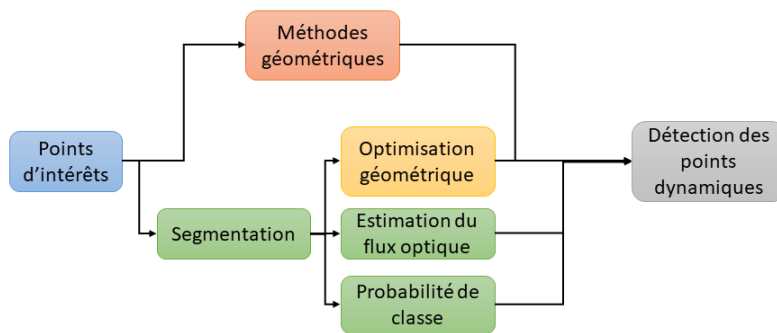 Méthodes
géométriques
Points
d'intérêts
Optimisation
géométrique
Détection des
points
dynamiques
Segmentation
Estimation du
flux optique
Probabilité de
classe